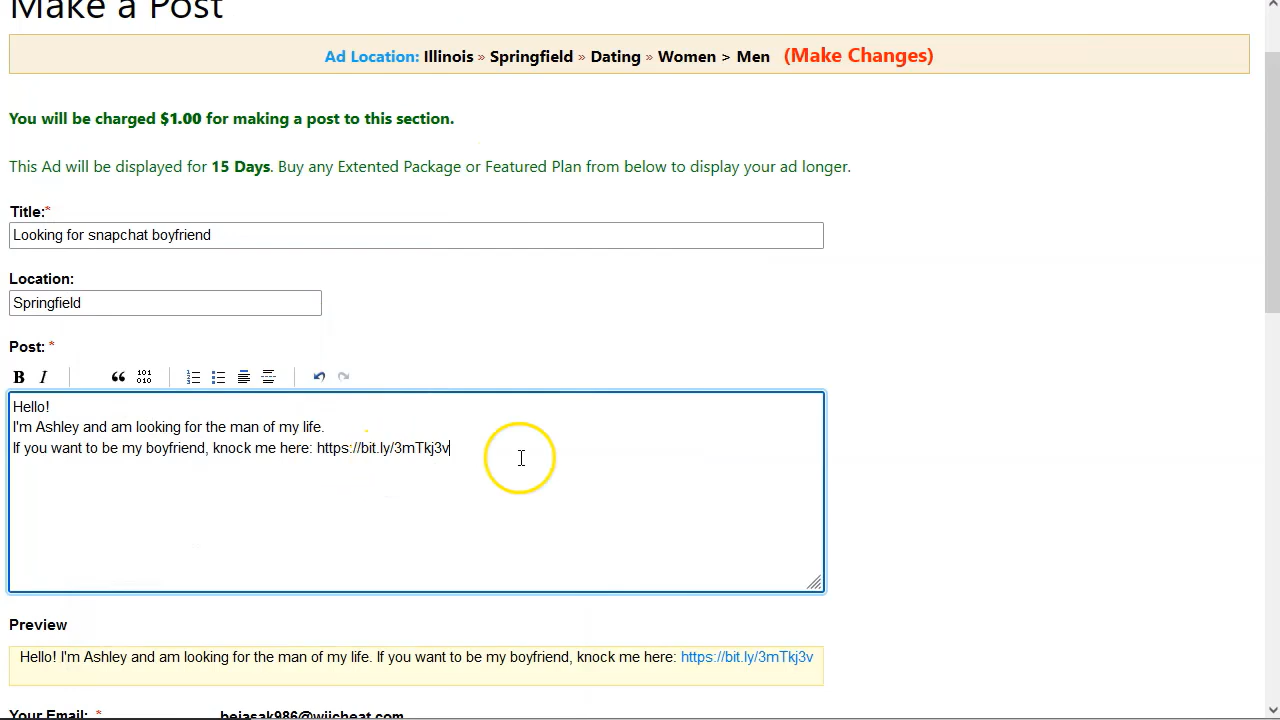 Make a Post
Ad Location: Illinois » Springfield » Dating » Women > Men (Make Changes)
You will be charged $1.00 for making a post to this section.
This Ad will be displayed for 15 Days. Buy any Extented Package or Featured Plan from below to display your ad longer.
Title:*
Looking for snapchat boyfriend
Location:
Springfield
Post: *
B I “ 101 010
Hello!
I'm Ashley and am looking for the man of my life.
If you want to be my boyfriend, knock me here: https://bit.ly/3mTkj3v
Preview
Hello! I'm Ashley and am looking for the man of my life. If you want to be my boyfriend, knock me here: https://bit.ly/3mTkj3v
Your Email: * bejasak986@wiicheat.com